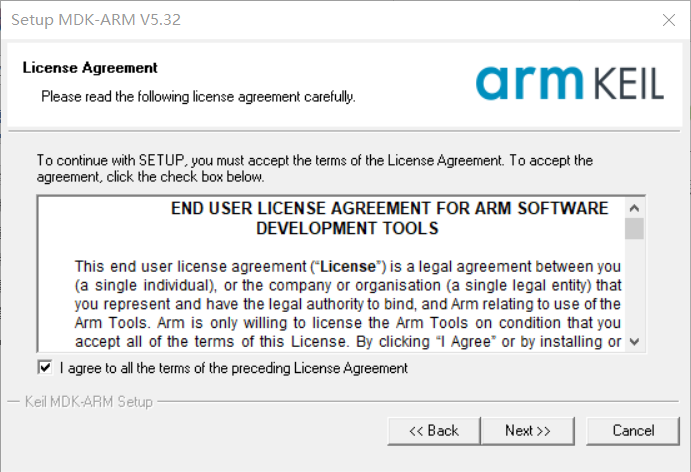 Setup MDK-ARM V5.32
License Agreement
Please read the following license agreement carefully.
arm KEIL
To continue with SETUP, you must accept the terms of the License Agreement. To accept the
agreement, click the check box below.
END USER LICENSE AGREEMENT FOR ARM SOFTWARE
DEVELOPMENT TOOLS
This end user license agreement (“License”) is a legal agreement between you
(a single individual), or the company or organisation (a single legal entity) that
you represent and have the legal authority to bind, and Arm relating to use of the
Arm Tools. Arm is only willing to license the Arm Tools on condition that you
accept all of the terms of this License. By clicking “I Agree” or by installing or
I agree to all the terms of the preceding License Agreement
Keil MDK-ARM Setup
<< Back
Next >>
Cancel